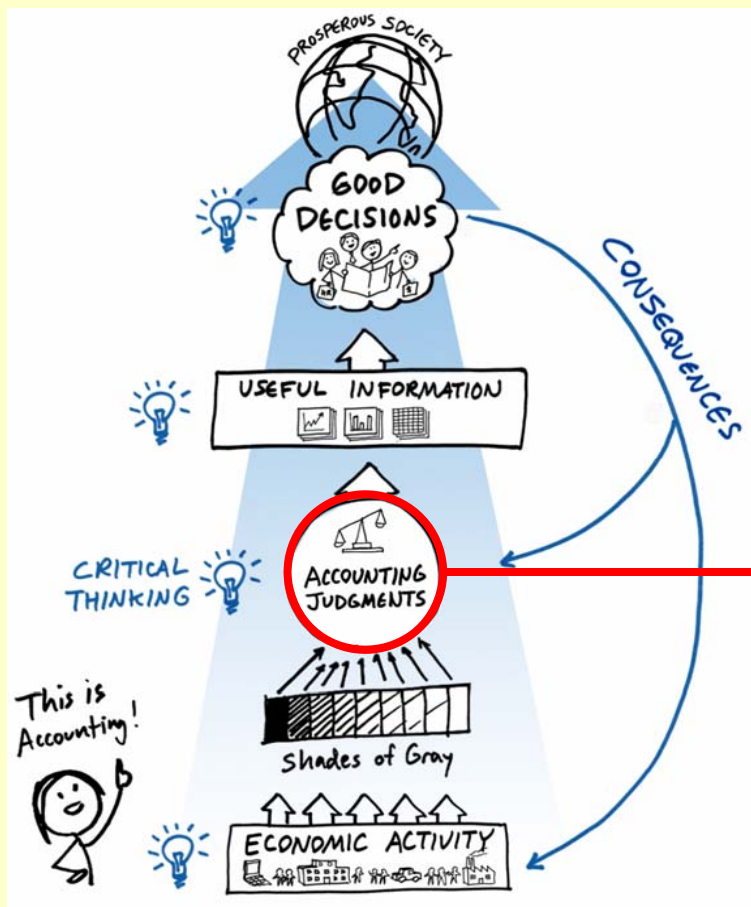 PROSPEROUS SOCIETY
GOOD
DECISIONS
CONSEQUENCES
USEFUL INFORMATION
CRITICAL
THINKING
ACCOUNTING
JUDGMENTS
This is
Accounting!
Shades of Gray
ECONOMIC ACTIVITY